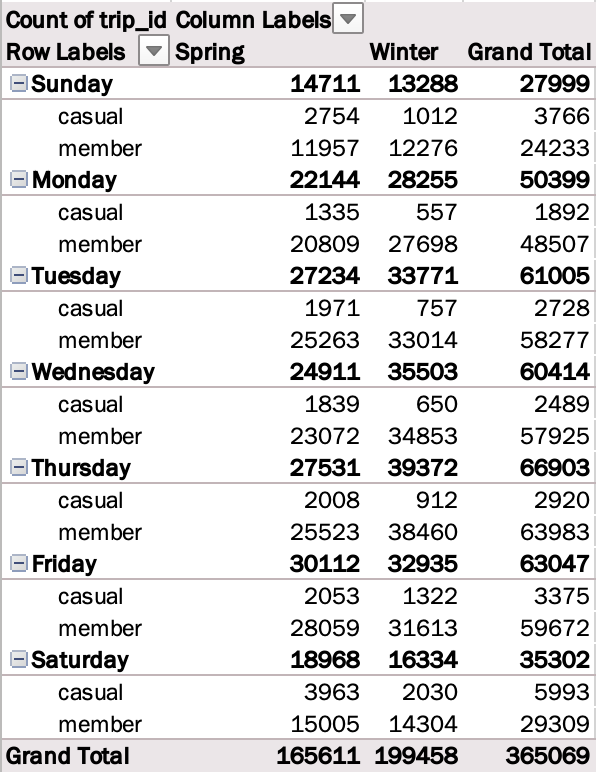 Count of trip_id Column Labels
Row Labels Spring Winter Grand Total
Sunday 14711 13288 27999
casual 2754 1012 3766
member 11957 12276 24233
Monday 22144 28255 50399
casual 1335 557 1892
member 20809 27698 48507
Tuesday 27234 33771 61005
casual 1971 757 2728
member 25263 33014 58277
Wednesday 24911 35503 60414
casual 1839 650 2489
member 23072 34853 57925
Thursday 27531 39372 66903
casual 2008 912 2920
member 25523 38460 63983
Friday 30112 32935 63047
casual 2053 1322 3375
member 28059 31613 59672
Saturday 18968 16334 35302
casual 3963 2030 5993
member 15005 14304 29309
Grand Total 165611 199458 365069